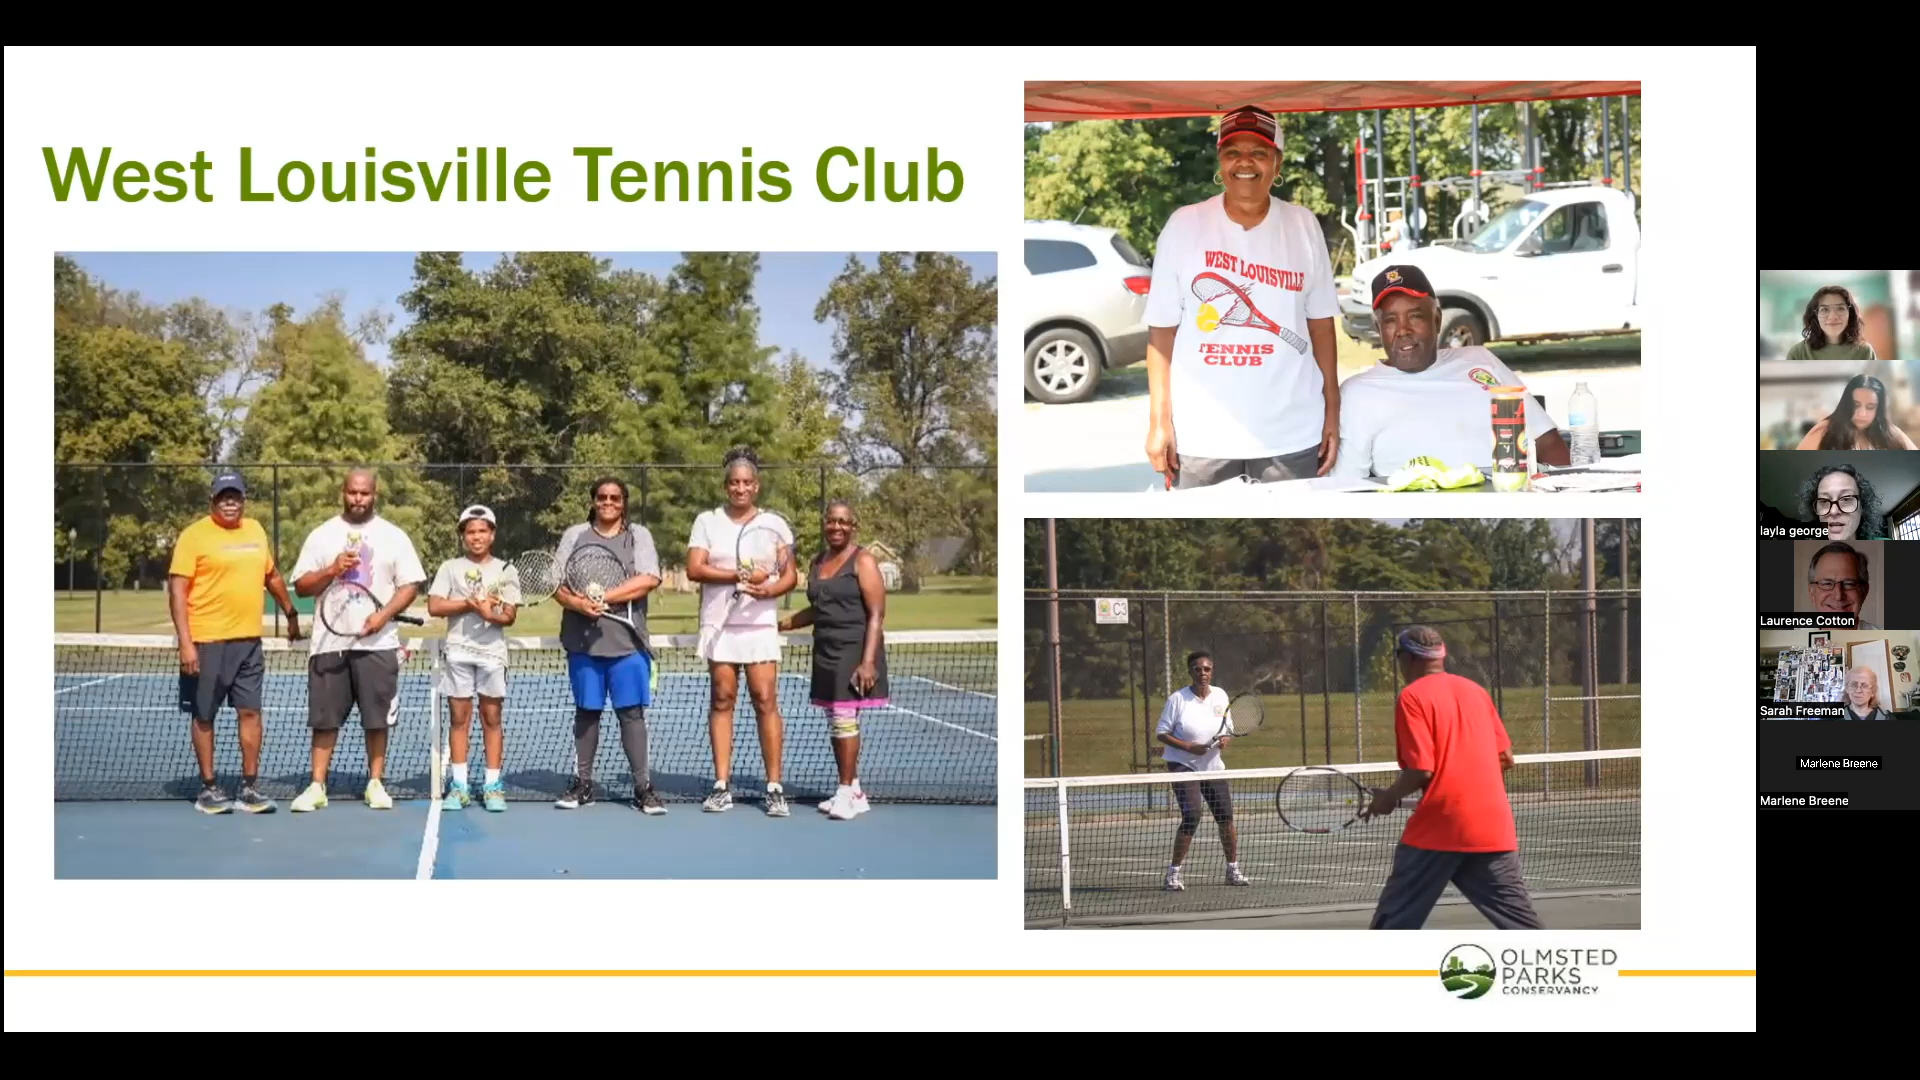 West Louisville Tennis Club
WEST LOUISVILLE
TENNIS
CLUB
C3
OLMSTED
PARKS
CONSERVANCY
layla george
Laurence Cotton
Sarah Freeman
Marlene Breene
Marlene Breene